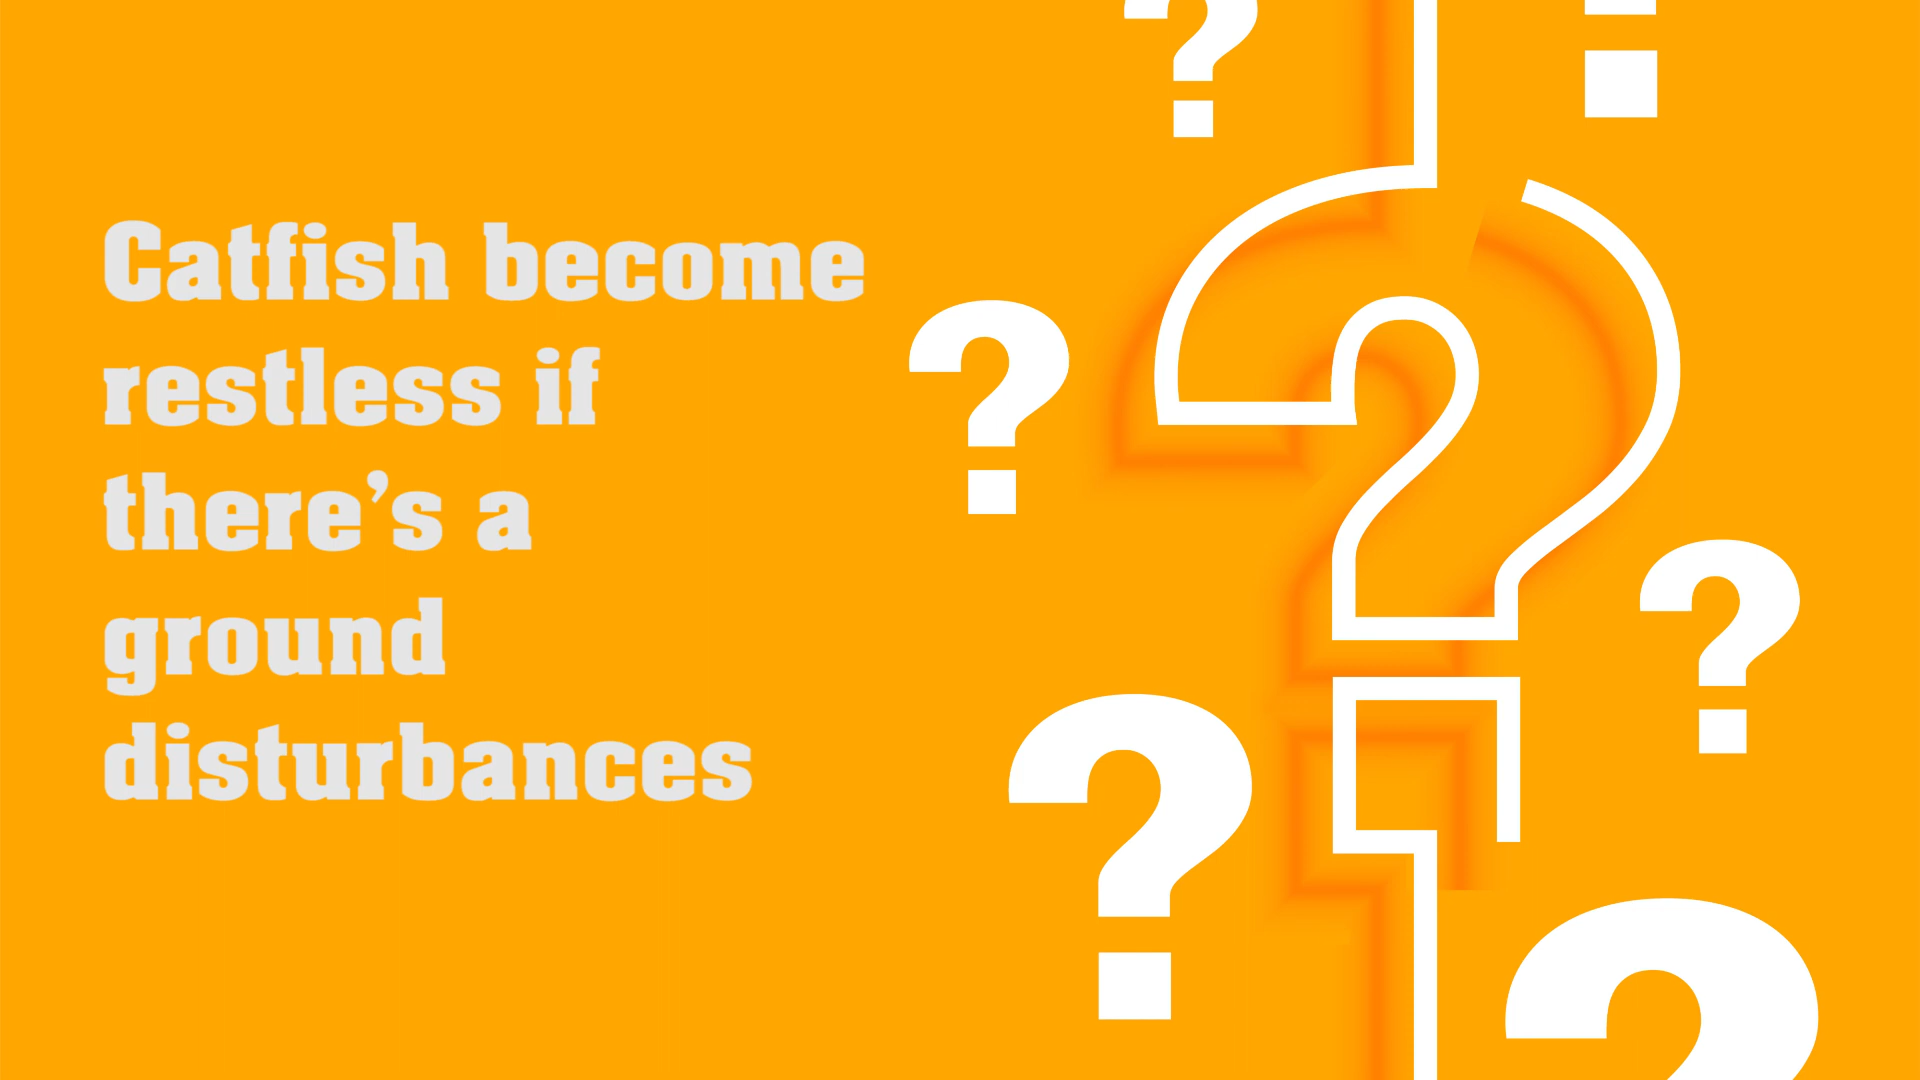 Catfish become
restless if
there’s a
ground
disturbances